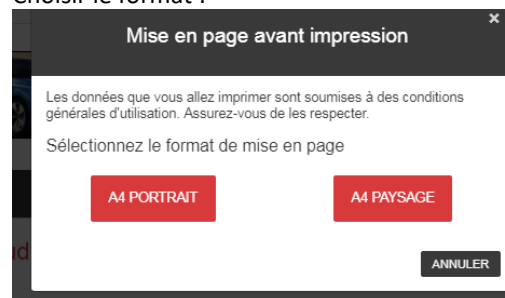 Choisir le format :
×
Mise en page avant impression
Les données que vous allez imprimer sont soumises à des conditions
générales d'utilisation. Assurez-vous de les respecter.
Sélectionnez le format de mise en page
A4 PORTRAIT A4 PAYSAGE
ud
ANNULER